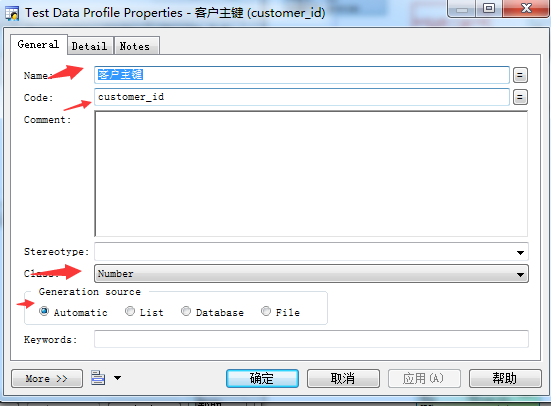 Test Data Profile Properties - 客户主键 (customer_id)
General Detail Notes
Name: 客户主键 =
Code: customer_id =
Comment:
Stereotype:
Class: Number
Generation source
Automatic List Database File
Keywords:
More >> 确定 取消 应用(A) 帮助